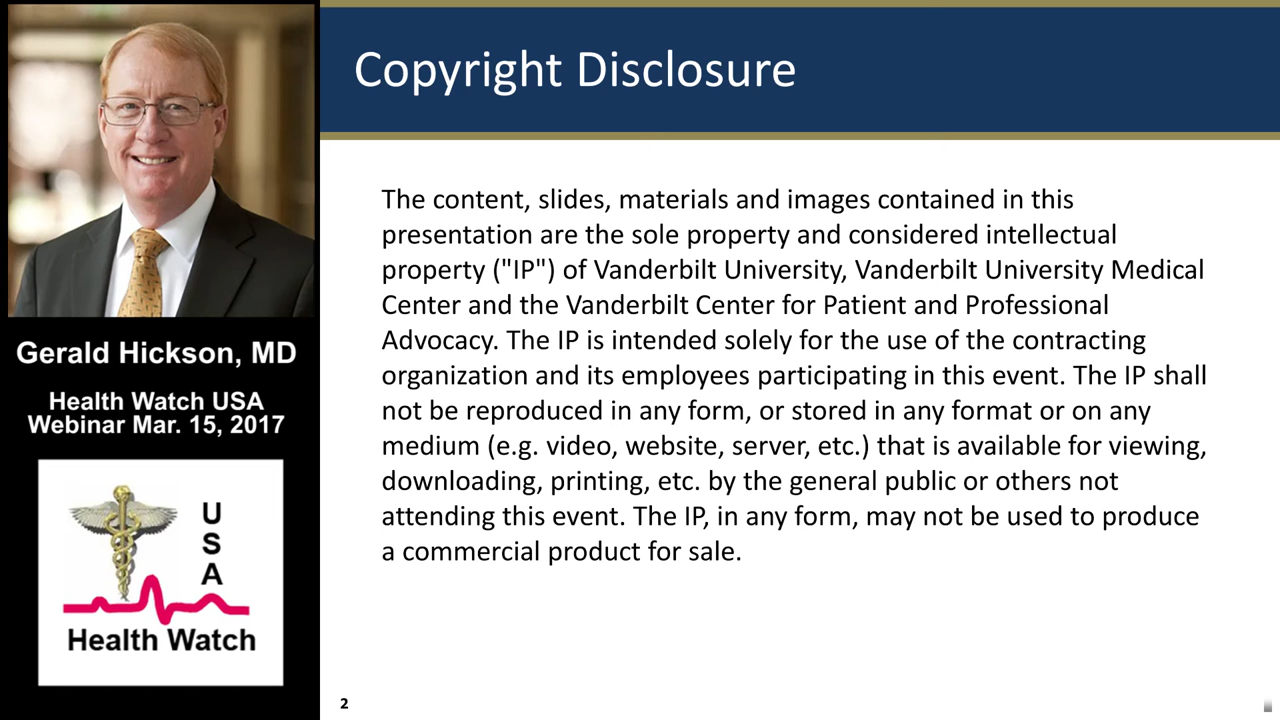 Gerald Hickson, MD
Health Watch USA
Webinar Mar. 15, 2017
U
S
A
Health Watch
Copyright Disclosure
The content, slides, materials and images contained in this
presentation are the sole property and considered intellectual
property ("IP") of Vanderbilt University, Vanderbilt University Medical
Center and the Vanderbilt Center for Patient and Professional
Advocacy. The IP is intended solely for the use of the contracting
organization and its employees participating in this event. The IP shall
not be reproduced in any form, or stored in any format or on any
medium (e.g. video, website, server, etc.) that is available for viewing,
downloading, printing, etc. by the general public or others not
attending this event. The IP, in any form, may not be used to produce
a commercial product for sale.
2